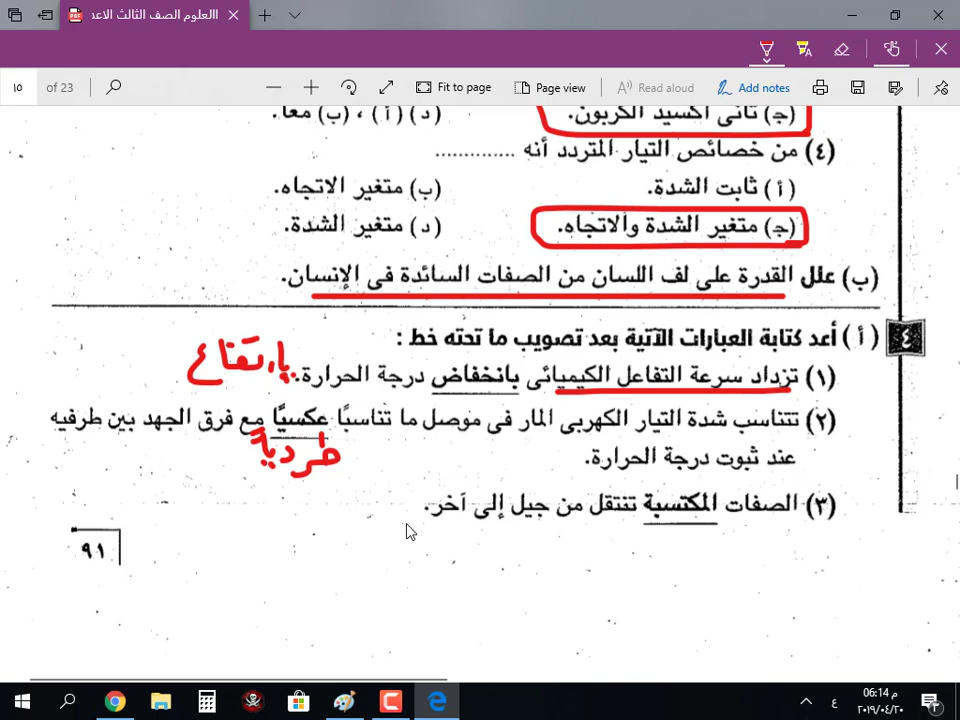 االعلوم الصف الثالث الاعد
١٥ of 23
Fit to page
Page view
Read aloud
Add notes
(جـ) ثانى أكسيد الكربون.
(د) (أ) ، (ب) معًا.
(٤) من خصائص التيار المتردد أنه ..............
(أ) ثابت الشدة.
(ب) متغير الاتجاه.
(جـ) متغير الشدة والاتجاه.
(د) متغير الشدة.
(ب) علل القدرة على لف اللسان من الصفات السائدة فى الإنسان.
٤
(أ) أعد كتابة العبارات الآتية بعد تصويب ما تحته خط :
بارتفاع
(١) تزداد سرعة التفاعل الكيميائى بانخفاض درجة الحرارة.
(٢) تتناسب شدة التيار الكهربى المار فى موصل ما تناسبًا عكسيًا مع فرق الجهد بين طرفيه
طرديًا
عند ثبوت درجة الحرارة.
(٣) الصفات المكتسبة تنتقل من جيل إلى آخر.
٩١
ع
م 06:14
٢٠١٩/٠٤/٢٠